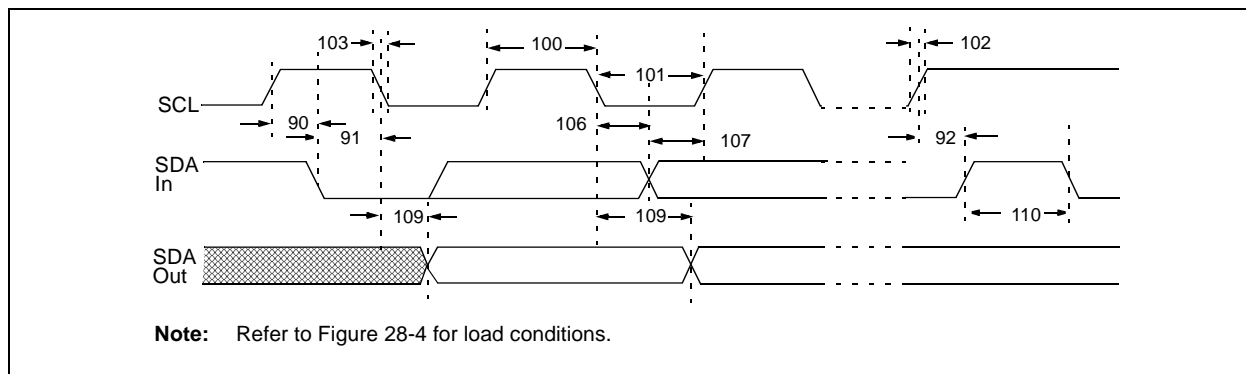 103
100
102
101
SCL
90
91
106
107
92
SDA
In
109
109
110
SDA
Out
Note: Refer to Figure 28-4 for load conditions.